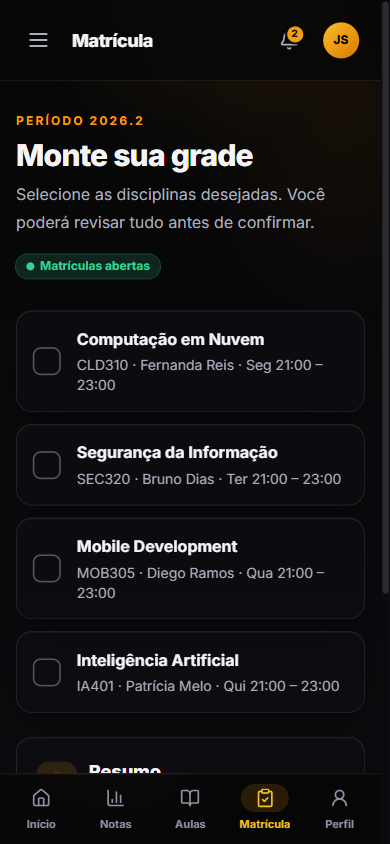 Matrícula
2
JS
PERÍODO 2026.2
Monte sua grade
Selecione as disciplinas desejadas. Você
poderá revisar tudo antes de confirmar.
Matrículas abertas
Computação em Nuvem
CLD310 · Fernanda Reis · Seg 21:00 –
23:00
Segurança da Informação
SEC320 · Bruno Dias · Ter 21:00 – 23:00
Mobile Development
MOB305 · Diego Ramos · Qua 21:00 –
23:00
Inteligência Artificial
IA401 · Patrícia Melo · Qui 21:00 – 23:00
Resumo
Início
Notas
Aulas
Matrícula
Perfil